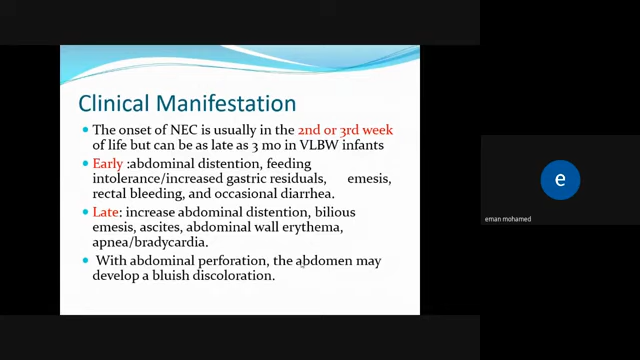 Clinical Manifestation
The onset of NEC is usually in the 2nd or 3rd week
of life but can be as late as 3 mo in VLBW infants
Early :abdominal distention, feeding
intolerance/increased gastric residuals, emesis,
rectal bleeding, and occasional diarrhea.
Late: increase abdominal distention, bilious
emesis, ascites, abdominal wall erythema,
apnea/bradycardia.
With abdominal perforation, the abdomen may
develop a bluish discoloration.
e
eman mohamed